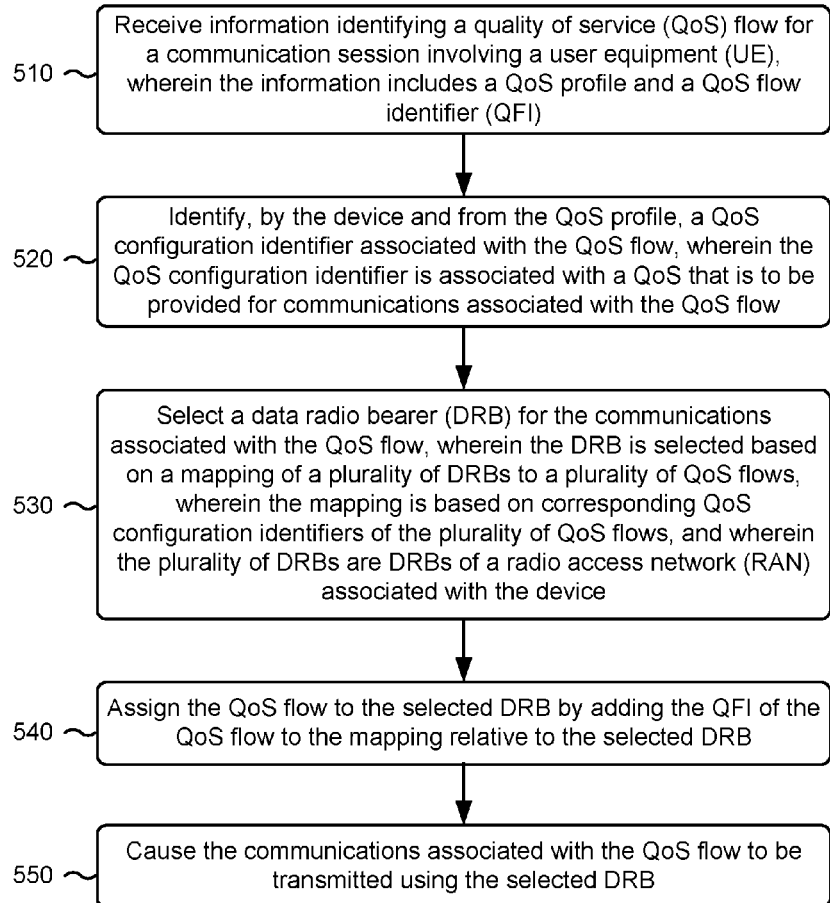 Receive information identifying a quality of service (QoS) flow for
a communication session involving a user equipment (UE),
510
wherein the information includes a QoS profile and a QoS flow
identifier (QFI)
Identify, by the device and from the QoS profile, a QoS
configuration identifier associated with the QoS flow, wherein the
520
QoS configuration identifier is associated with a QoS that is to be
provided for communications associated with the QoS flow
Select a data radio bearer (DRB) for the communications
associated with the QoS flow, wherein the DRB is selected based
on a mapping of a plurality of DRBs to a plurality of QoS flows,
530
wherein the mapping is based on corresponding QoS
configuration identifiers of the plurality of QoS flows, and wherein
the plurality of DRBs are DRBs of a radio access network (RAN)
associated with the device
Assign the QoS flow to the selected DRB by adding the QFI of the
540
QoS flow to the mapping relative to the selected DRB
Cause the communications associated with the QoS flow to be
550
transmitted using the selected DRB